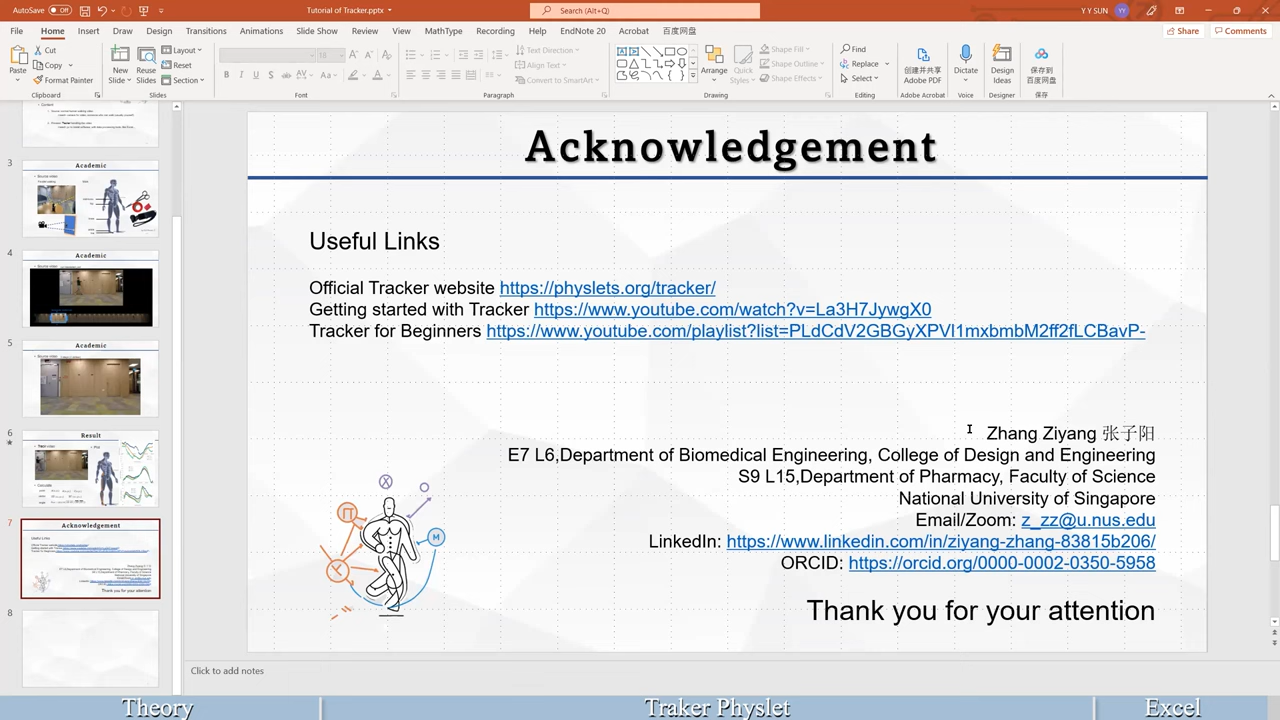 AutoSave Off
Tutorial of Tracker.pptx
Search (Alt+Q)
Y Y SUN YY
File Home Insert Draw Design Transitions Animations Slide Show Review View MathType Recording Help EndNote 20 Acrobat 百度网盘
Share Comments
Paste Cut Copy Format Painter
New Slide Reuse Slides Layout Reset Section
18
Text Direction Align Text Convert to SmartArt
Arrange Quick Styles Shape Fill Shape Outline Shape Effects
Find Replace Select
创建并共享 Adobe PDF
Dictate
Design Ideas
保存到 百度网盘
Clipboard Slides Font Paragraph Drawing Editing Adobe Acrobat Voice Designer 保存
3 Academic
4 Academic
5 Academic
6 Result
7 Acknowledgement
8
Acknowledgement
Useful Links
Official Tracker website https://physlets.org/tracker/
Getting started with Tracker https://www.youtube.com/watch?v=La3H7JywgX0
Tracker for Beginners https://www.youtube.com/playlist?list=PLdCdV2GBGyXPVl1mxbmbM2ff2fLCBavP-
Zhang Ziyang 张子阳
E7 L6,Department of Biomedical Engineering, College of Design and Engineering
S9 L15,Department of Pharmacy, Faculty of Science
National University of Singapore
Email/Zoom: z_zz@u.nus.edu
LinkedIn: https://www.linkedin.com/in/ziyang-zhang-83815b206/
ORCiD: https://orcid.org/0000-0002-0350-5958
Thank you for your attention
Click to add notes
Theory Traker Physlet Excel